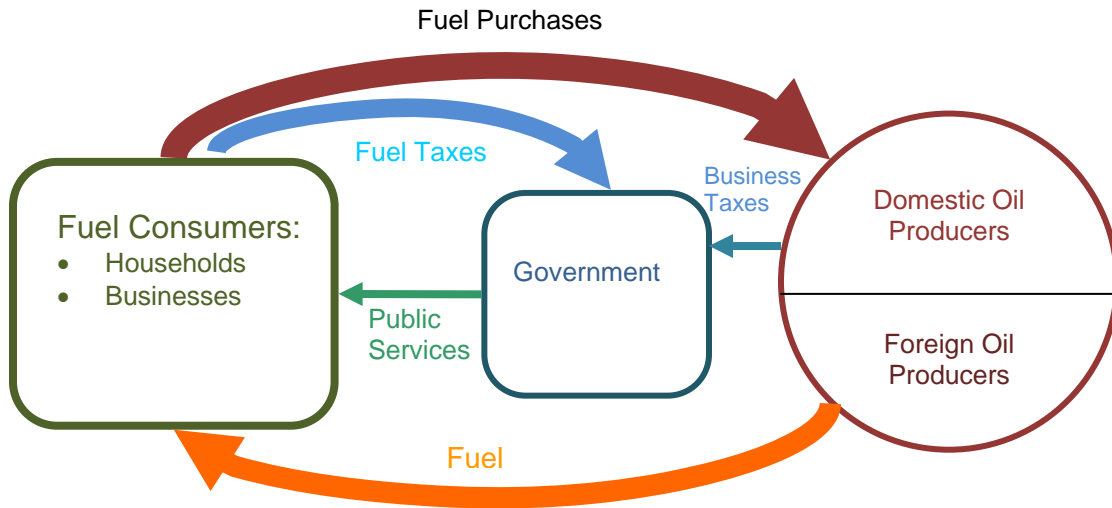 Fuel Purchases
Fuel Taxes
Business
Taxes
Fuel Consumers:
• Households
• Businesses
Government
Domestic Oil
Producers
Public
Services
Foreign Oil
Producers
Fuel